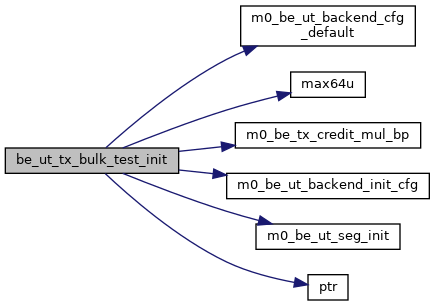 m0_be_ut_backend_cfg
_default
max64u
be_ut_tx_bulk_test_init
m0_be_tx_credit_mul_bp
m0_be_ut_backend_init_cfg
m0_be_ut_seg_init
ptr